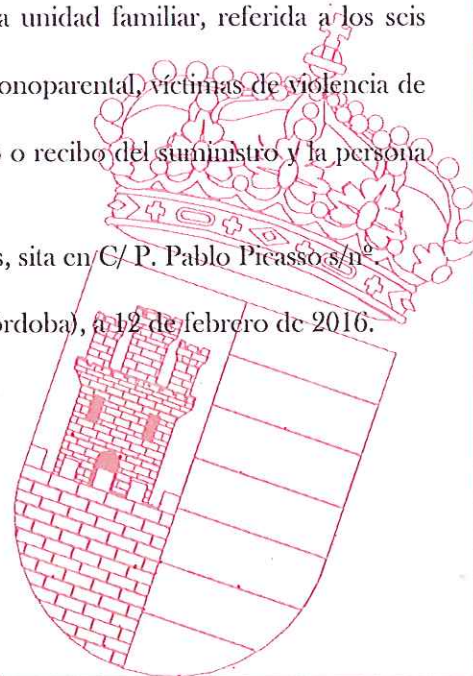 a unidad familiar, referida a los seis
onoparental, víctimas de violencia de
o recibo del suministro y la persona
s, sita en C/ P. Pablo Picasso s/nº.
órdoba), a 12 de febrero de 2016.